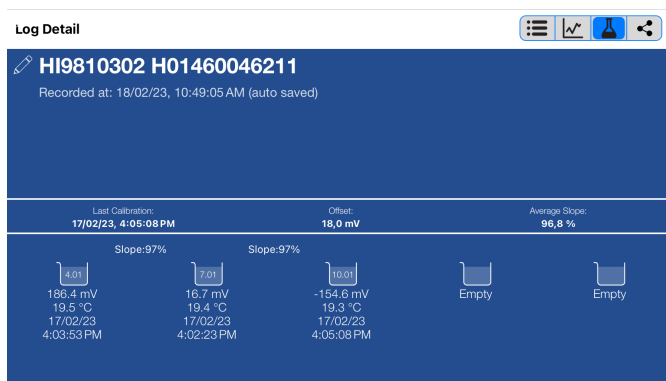 Log Detail
HI9810302 H01460046211
Recorded at: 18/02/23, 10:49:05 AM (auto saved)
Last Calibration: Offset: Average Slope:
17/02/23, 4:05:08 PM 18,0 mV 96,8 %
Slope:97% Slope:97%
4.01 7.01 10.01
186.4 mV 16.7 mV -154.6 mV Empty Empty
19.5 °C 19.4 °C 19.3 °C
17/02/23 17/02/23 17/02/23
4:03:53 PM 4:02:23 PM 4:05:08 PM